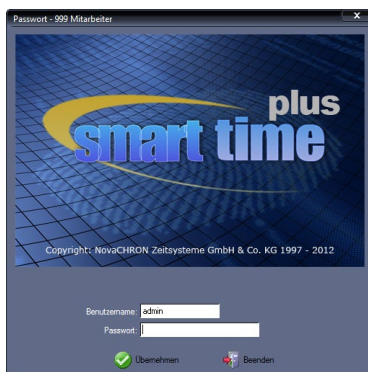 Passwort - 999 Mitarbeiter
plus
smart time
Copyright: NovaCHRON Zeitsysteme GmbH & Co. KG 1997 - 2012
Benutzername: admin
Passwort:
Übernehmen Beenden